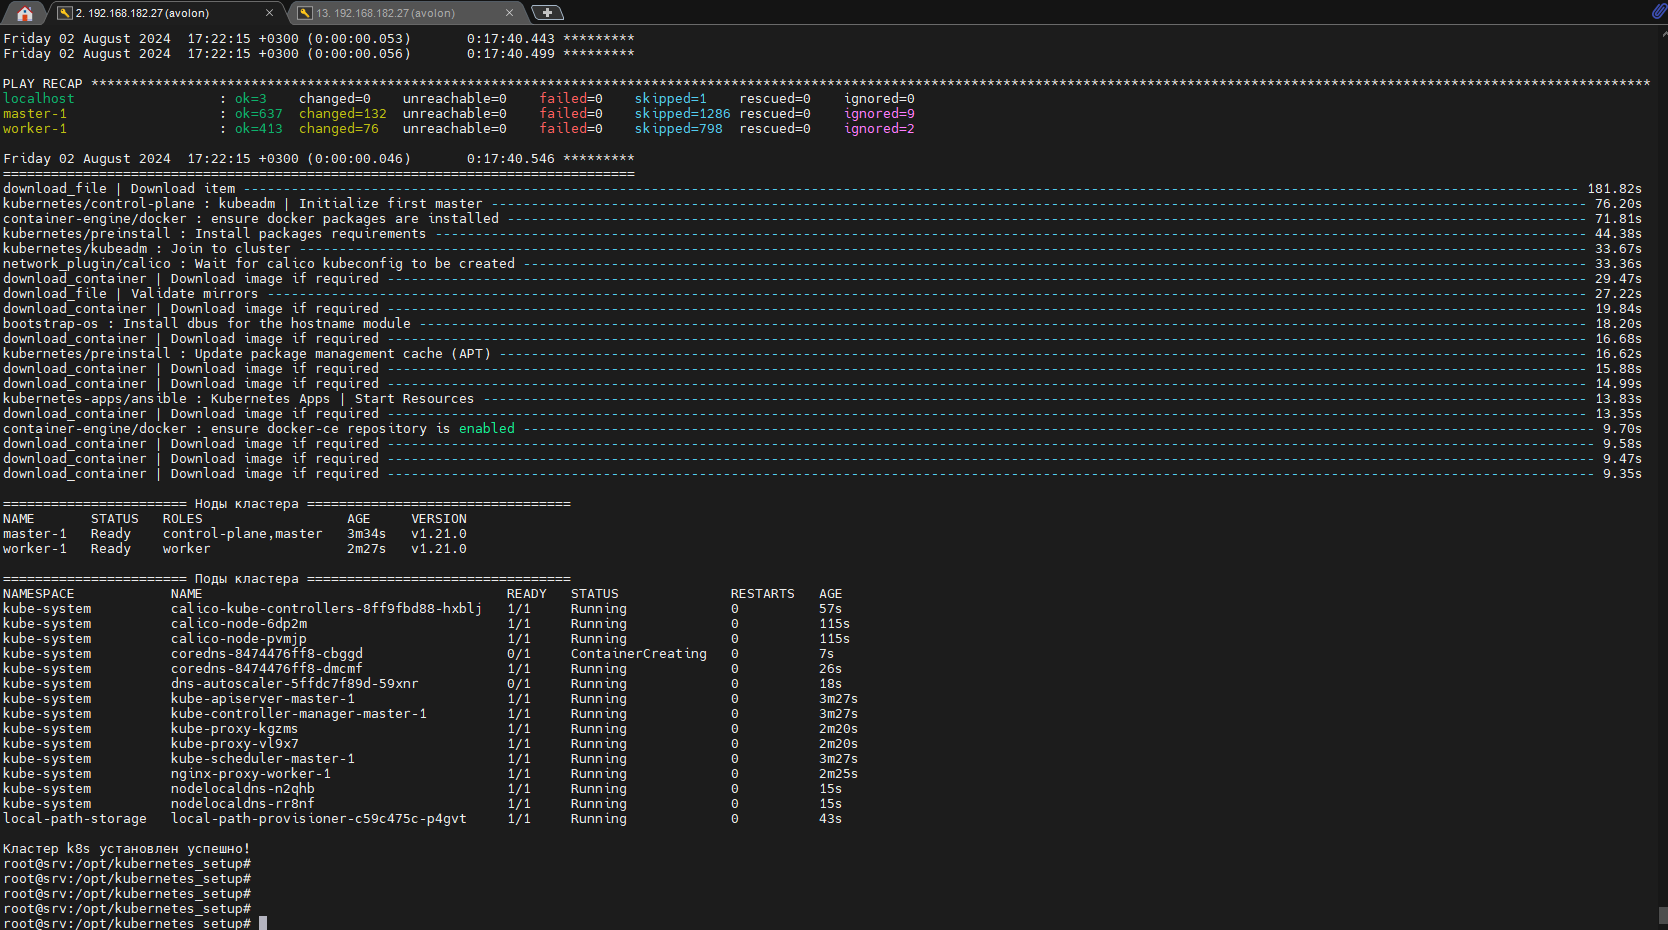 2. 192.168.182.27 (avolon)
13. 192.168.182.27 (avolon)
Friday 02 August 2024  17:22:15 +0300 (0:00:00.053)       0:17:40.443 *********
Friday 02 August 2024  17:22:15 +0300 (0:00:00.056)       0:17:40.499 *********
PLAY RECAP ***********************************************************************************************************************************************************************************************
localhost                  : ok=3    changed=0    unreachable=0    failed=0    skipped=1    rescued=0    ignored=0
master-1                   : ok=637  changed=132  unreachable=0    failed=0    skipped=1286 rescued=0    ignored=9
worker-1                   : ok=413  changed=76   unreachable=0    failed=0    skipped=798  rescued=0    ignored=2
Friday 02 August 2024  17:22:15 +0300 (0:00:00.046)       0:17:40.546 *********
===============================================================================
download_file | Download item ----------------------------------------------------------------------- 181.82s
kubernetes/control-plane : kubeadm | Initialize first master ----------------------------------------------------------------------- 76.20s
container-engine/docker : ensure docker packages are installed ----------------------------------------------------------------------- 71.81s
kubernetes/preinstall : Install packages requirements ----------------------------------------------------------------------- 44.38s
kubernetes/kubeadm : Join to cluster ----------------------------------------------------------------------- 33.67s
network_plugin/calico : Wait for calico kubeconfig to be created ----------------------------------------------------------------------- 33.36s
download_container | Download image if required ----------------------------------------------------------------------- 29.47s
download_file | Validate mirrors ----------------------------------------------------------------------- 27.22s
download_container | Download image if required ----------------------------------------------------------------------- 19.84s
bootstrap-os : Install dbus for the hostname module ----------------------------------------------------------------------- 18.20s
download_container | Download image if required ----------------------------------------------------------------------- 16.68s
kubernetes/preinstall : Update package management cache (APT) ----------------------------------------------------------------------- 16.62s
download_container | Download image if required ----------------------------------------------------------------------- 15.88s
download_container | Download image if required ----------------------------------------------------------------------- 14.99s
kubernetes-apps/ansible : Kubernetes Apps | Start Resources ----------------------------------------------------------------------- 13.83s
download_container | Download image if required ----------------------------------------------------------------------- 13.35s
container-engine/docker : ensure docker-ce repository is enabled ----------------------------------------------------------------------- 9.70s
download_container | Download image if required ----------------------------------------------------------------------- 9.58s
download_container | Download image if required ----------------------------------------------------------------------- 9.47s
download_container | Download image if required ----------------------------------------------------------------------- 9.35s
======================= Ноды кластера =================================
NAME       STATUS   ROLES                  AGE     VERSION
master-1   Ready    control-plane,master   3m34s   v1.21.0
worker-1   Ready    worker                 2m27s   v1.21.0
======================= Поды кластера =================================
NAMESPACE            NAME                                      READY   STATUS              RESTARTS   AGE
kube-system          calico-kube-controllers-8ff9fbd88-hxblj   1/1     Running             0          57s
kube-system          calico-node-6dp2m                         1/1     Running             0          115s
kube-system          calico-node-pvmjp                         1/1     Running             0          115s
kube-system          coredns-8474476ff8-cbggd                  0/1     ContainerCreating   0          7s
kube-system          coredns-8474476ff8-dmcmf                  1/1     Running             0          26s
kube-system          dns-autoscaler-5ffdc7f89d-59xnr           0/1     Running             0          18s
kube-system          kube-apiserver-master-1                   1/1     Running             0          3m27s
kube-system          kube-controller-manager-master-1          1/1     Running             0          3m27s
kube-system          kube-proxy-kgzms                          1/1     Running             0          2m20s
kube-system          kube-proxy-vl9x7                          1/1     Running             0          2m20s
kube-system          kube-scheduler-master-1                   1/1     Running             0          3m27s
kube-system          nginx-proxy-worker-1                      1/1     Running             0          2m25s
kube-system          nodelocaldns-n2qhb                        1/1     Running             0          15s
kube-system          nodelocaldns-rr8nf                        1/1     Running             0          15s
local-path-storage   local-path-provisioner-c59c475c-p4gvt     1/1     Running             0          43s
Кластер k8s установлен успешно!
root@srv:/opt/kubernetes_setup#
root@srv:/opt/kubernetes_setup#
root@srv:/opt/kubernetes_setup#
root@srv:/opt/kubernetes_setup#
root@srv:/opt/kubernetes_setup#